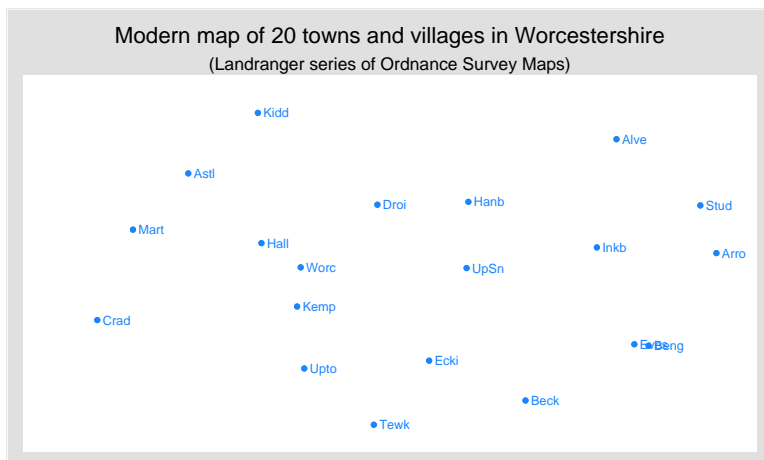 Modern map of 20 towns and villages in Worcestershire
(Landranger series of Ordnance Survey Maps)
Kidd
Alve
Astl
Droi
Hanb
Stud
Mart
Hall
Inkb
Arro
Worc
UpSn
Kemp
Crad
Beng
Ecki
Upto
Beck
Tewk